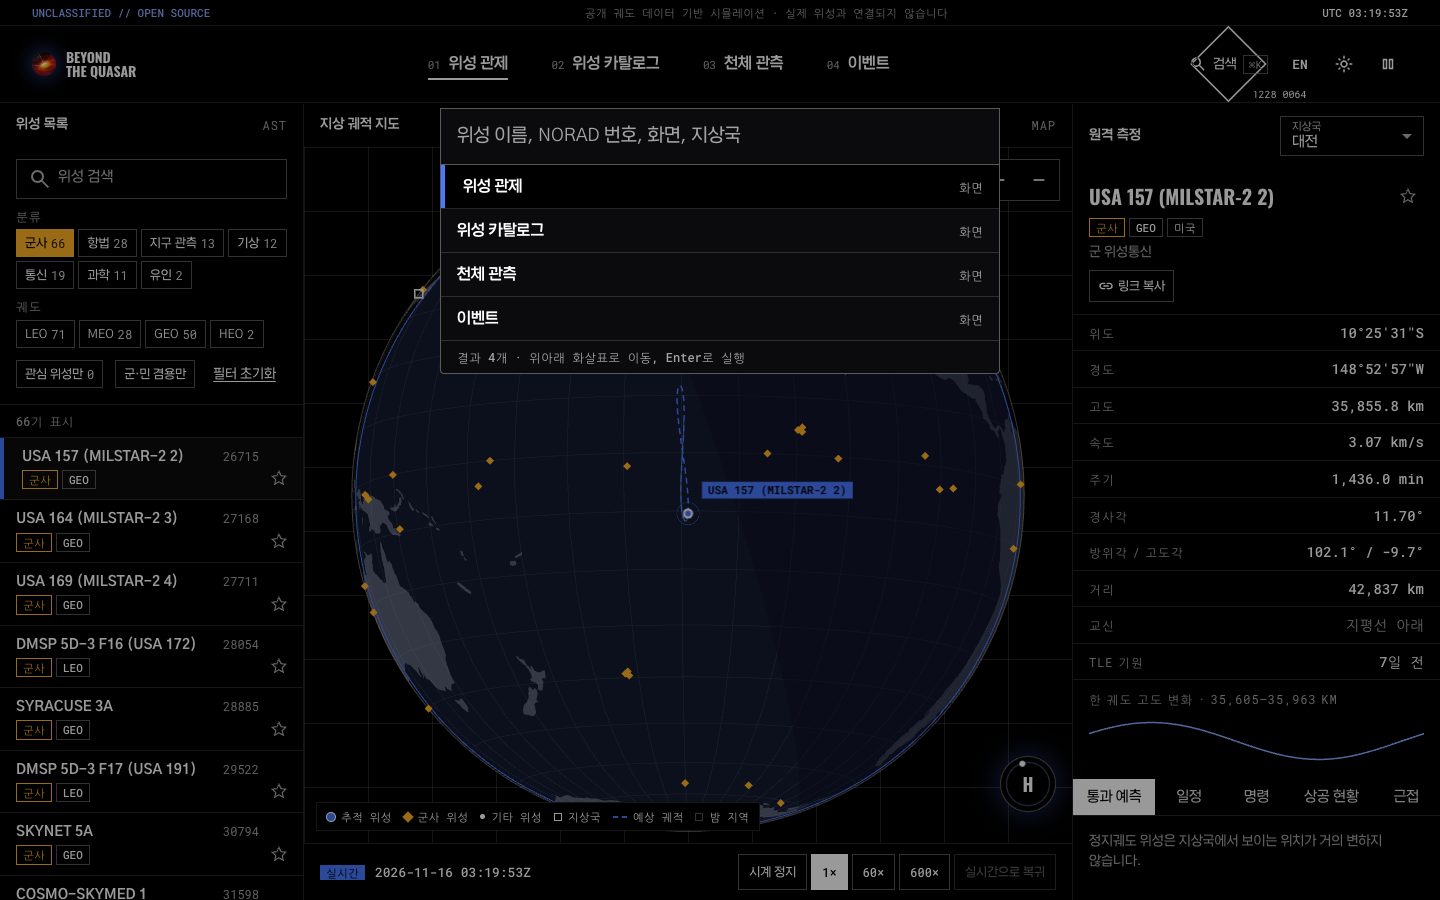 UNCLASSIFIED // OPEN SOURCE
공개 궤도 데이터 기반 시뮬레이션 · 실제 위성과 연결되지 않습니다
UTC 03:19:53Z
BEYOND
THE QUASAR
01 위성 관제
02 위성 카탈로그
03 천체 관측
04 이벤트
검색 ⌘K
EN
1228 0064
위성 목록
AST
위성 검색
분류
군사 66
항법 28
지구 관측 13
기상 12
통신 19
과학 11
유인 2
궤도
LEO 71
MEO 28
GEO 50
HEO 2
관심 위성만 0
군·민 겸용만
필터 초기화
66기 표시
USA 157 (MILSTAR-2 2) 26715
군사 GEO
USA 164 (MILSTAR-2 3) 27168
군사 GEO
USA 169 (MILSTAR-2 4) 27711
군사 GEO
DMSP 5D-3 F16 (USA 172) 28054
군사 LEO
SYRACUSE 3A 28885
군사 GEO
DMSP 5D-3 F17 (USA 191) 29522
군사 LEO
SKYNET 5A 30794
군사 GEO
COSMO-SKYMED 1 31598
지상 궤적 지도
MAP
위성 이름, NORAD 번호, 화면, 지상국
위성 관제 화면
위성 카탈로그 화면
천체 관측 화면
이벤트 화면
결과 4개 · 위아래 화살표로 이동, Enter로 실행
USA 157 (MILSTAR-2 2)
H
추적 위성
군사 위성
기타 위성
지상국
예상 궤적
밤 지역
실시간 2026-11-16 03:19:53Z
시계 정지
1×
60×
600×
실시간으로 복귀
원격 측정
지상국
대전
USA 157 (MILSTAR-2 2)
군사 GEO 미국
군 위성통신
링크 복사
위도 10°25'31"S
경도 148°52'57"W
고도 35,855.8 km
속도 3.07 km/s
주기 1,436.0 min
경사각 11.70°
방위각 / 고도각 102.1° / -9.7°
거리 42,837 km
교신 지평선 아래
TLE 기원 7일 전
한 궤도 고도 변화 · 35,605–35,963 KM
통과 예측
일정
명령
상공 현황
근접
정지궤도 위성은 지상국에서 보이는 위치가 거의 변하지
않습니다.